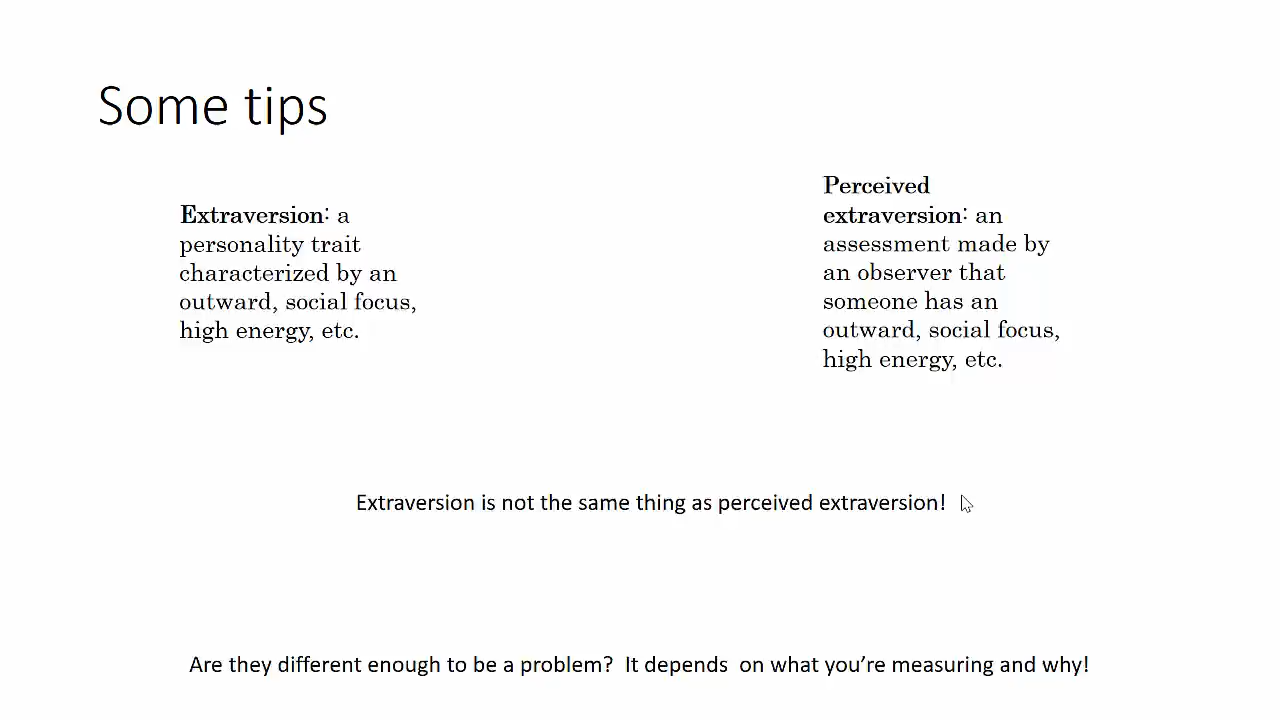 Some tips
Extraversion: a
personality trait
characterized by an
outward, social focus,
high energy, etc.
Perceived
extraversion: an
assessment made by
an observer that
someone has an
outward, social focus,
high energy, etc.
Extraversion is not the same thing as perceived extraversion!
Are they different enough to be a problem?  It depends  on what you’re measuring and why!